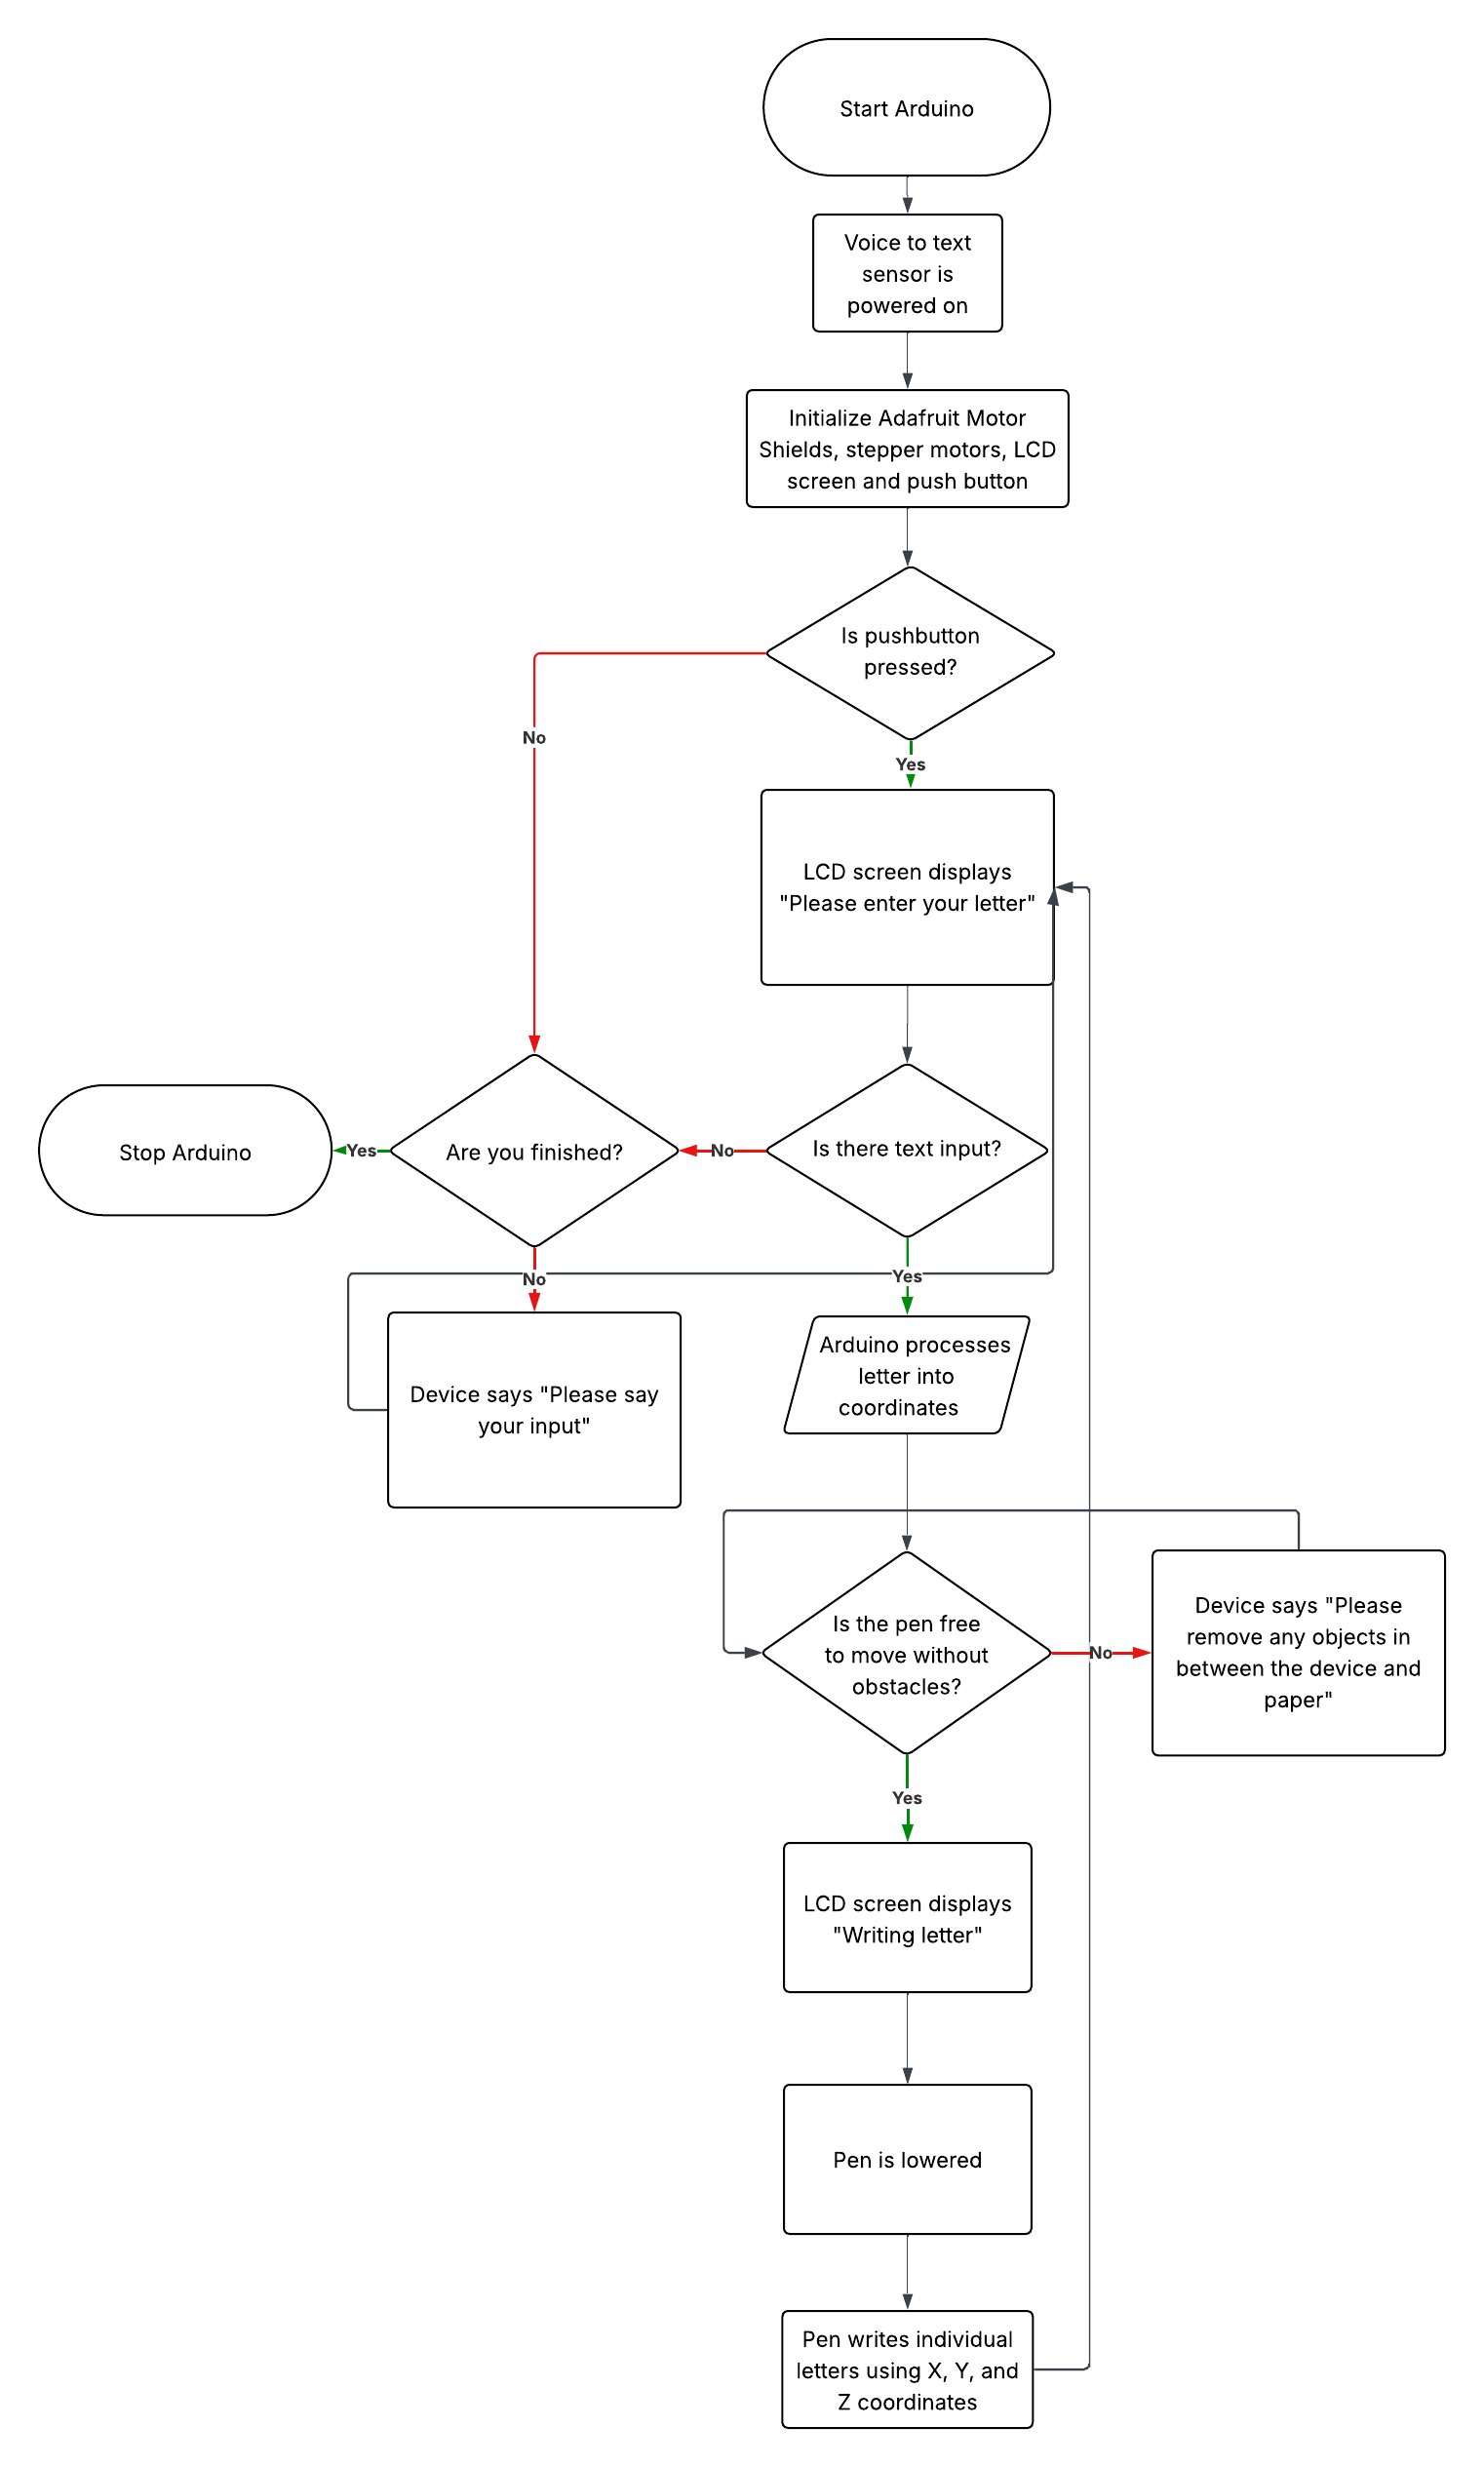 Start Arduino
Voice to text
sensor is
powered on
Initialize Adafruit Motor
Shields, stepper motors, LCD
screen and push button
Is pushbutton
pressed?
No
Yes
LCD screen displays
"Please enter your letter"
Stop Arduino
Yes
Are you finished?
No
Is there text input?
No
Yes
Device says "Please say
your input"
Arduino processes
letter into
coordinates
Is the pen free
to move without
obstacles?
No
Device says "Please
remove any objects in
between the device and
paper"
Yes
LCD screen displays
"Writing letter"
Pen is lowered
Pen writes individual
letters using X, Y, and
Z coordinates